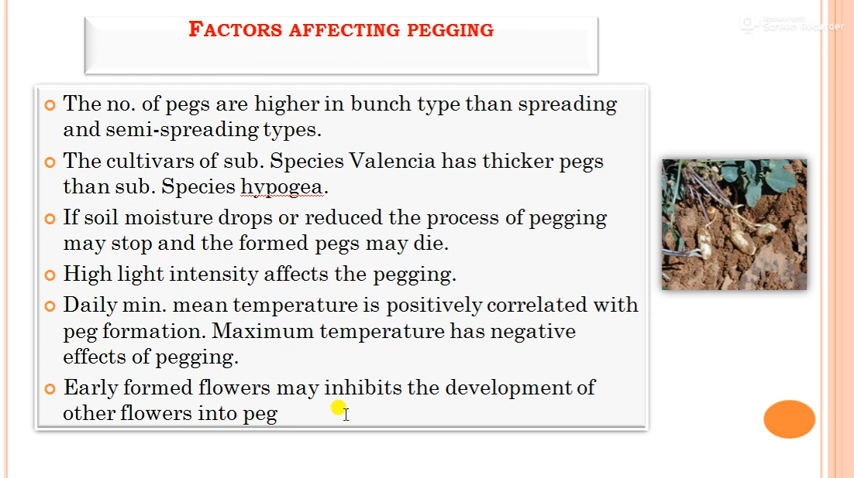 FACTORS AFFECTING PEGGING
Screen Recorder
The no. of pegs are higher in bunch type than spreading
and semi-spreading types.
The cultivars of sub. Species Valencia has thicker pegs
than sub. Species hypogea.
If soil moisture drops or reduced the process of pegging
may stop and the formed pegs may die.
High light intensity affects the pegging.
Daily min. mean temperature is positively correlated with
peg formation. Maximum temperature has negative
effects of pegging.
Early formed flowers may inhibits the development of
other flowers into peg